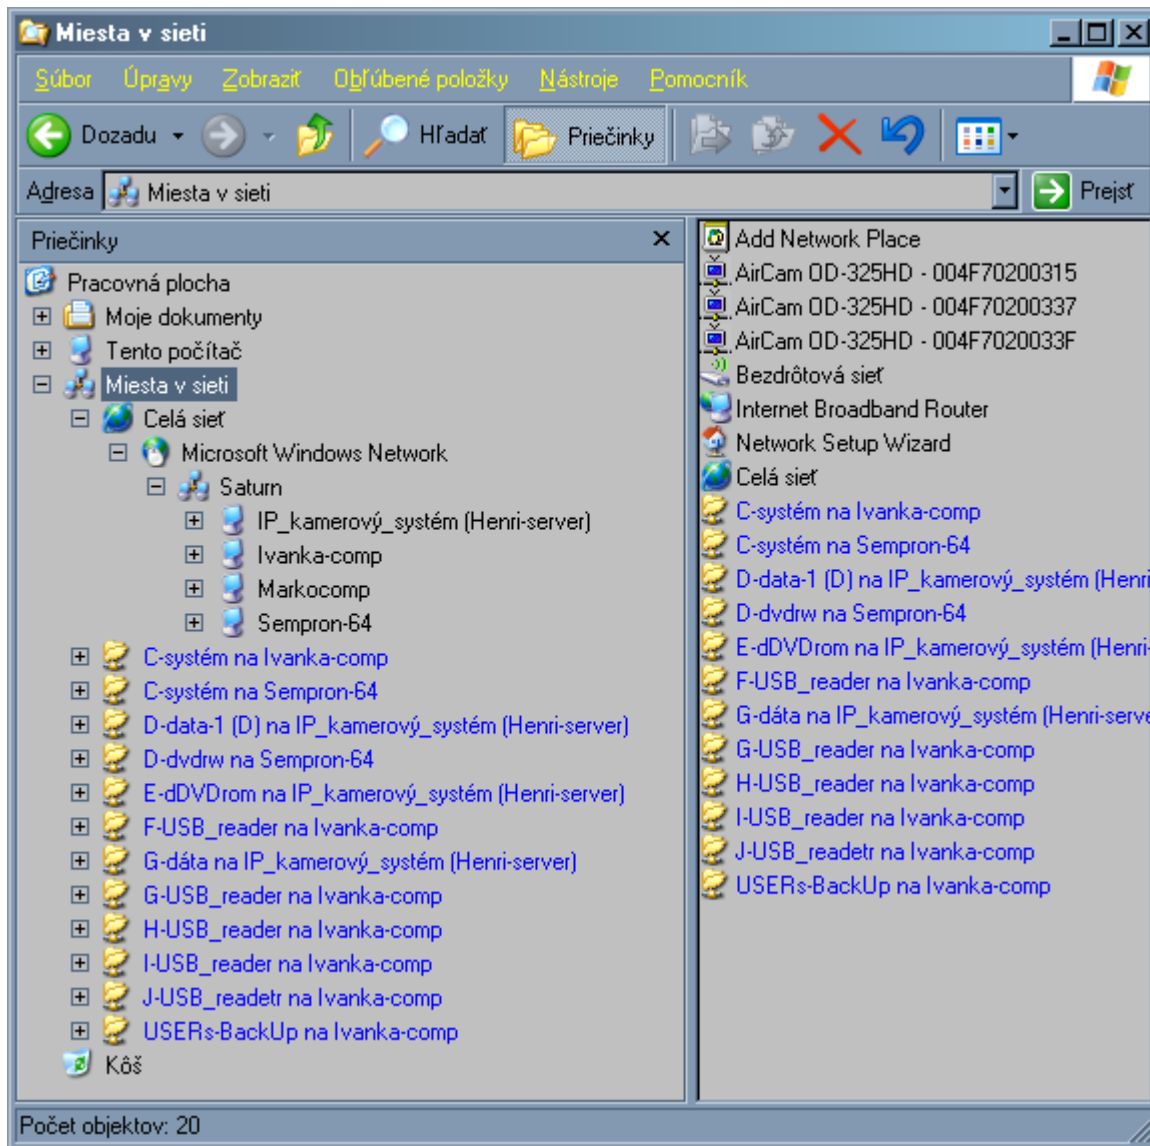 Miesta v sieti
Súbor Úpravy Zobraziť Obľúbené položky Nástroje Pomocník
Dozadu Hľadať Priečinky
Adresa Miesta v sieti Prejsť
Priečinky
Pracovná plocha
Moje dokumenty
Tento počítač
Miesta v sieti
Celá sieť
Microsoft Windows Network
Saturn
IP_kamerový_systém (Henri-server)
Ivanka-comp
Markocomp
Sempron-64
C-systém na Ivanka-comp
C-systém na Sempron-64
D-data-1 (D) na IP_kamerový_systém (Henri-server)
D-dvdrw na Sempron-64
E-dDVDrom na IP_kamerový_systém (Henri-server)
F-USB_reader na Ivanka-comp
G-dáta na IP_kamerový_systém (Henri-server)
G-USB_reader na Ivanka-comp
H-USB_reader na Ivanka-comp
I-USB_reader na Ivanka-comp
J-USB_readetr na Ivanka-comp
USERs-BackUp na Ivanka-comp
Kôš
Add Network Place
AirCam OD-325HD - 004F70200315
AirCam OD-325HD - 004F70200337
AirCam OD-325HD - 004F7020033F
Bezdrôtová sieť
Internet Broadband Router
Network Setup Wizard
Celá sieť
C-systém na Ivanka-comp
C-systém na Sempron-64
D-data-1 (D) na IP_kamerový_systém (Henri
D-dvdrw na Sempron-64
E-dDVDrom na IP_kamerový_systém (Henri-
F-USB_reader na Ivanka-comp
G-dáta na IP_kamerový_systém (Henri-serve
G-USB_reader na Ivanka-comp
H-USB_reader na Ivanka-comp
I-USB_reader na Ivanka-comp
J-USB_readetr na Ivanka-comp
USERs-BackUp na Ivanka-comp
Počet objektov: 20